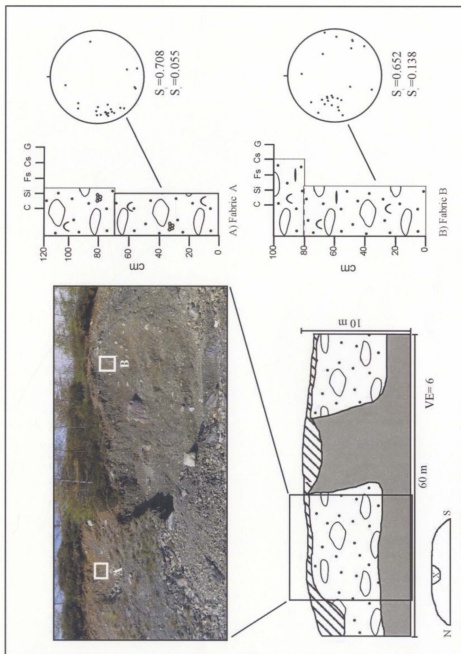 A
B
10 m
60 m
VE= 6
N
S
120
100
80
60
40
20
0
cm
C Si Fs Cs G
A) Fabric A
S₁=0.708
S₃=0.055
100
80
60
40
20
0
cm
C Si Fs Cs G
B) Fabric B
S₁=0.652
S₃=0.138